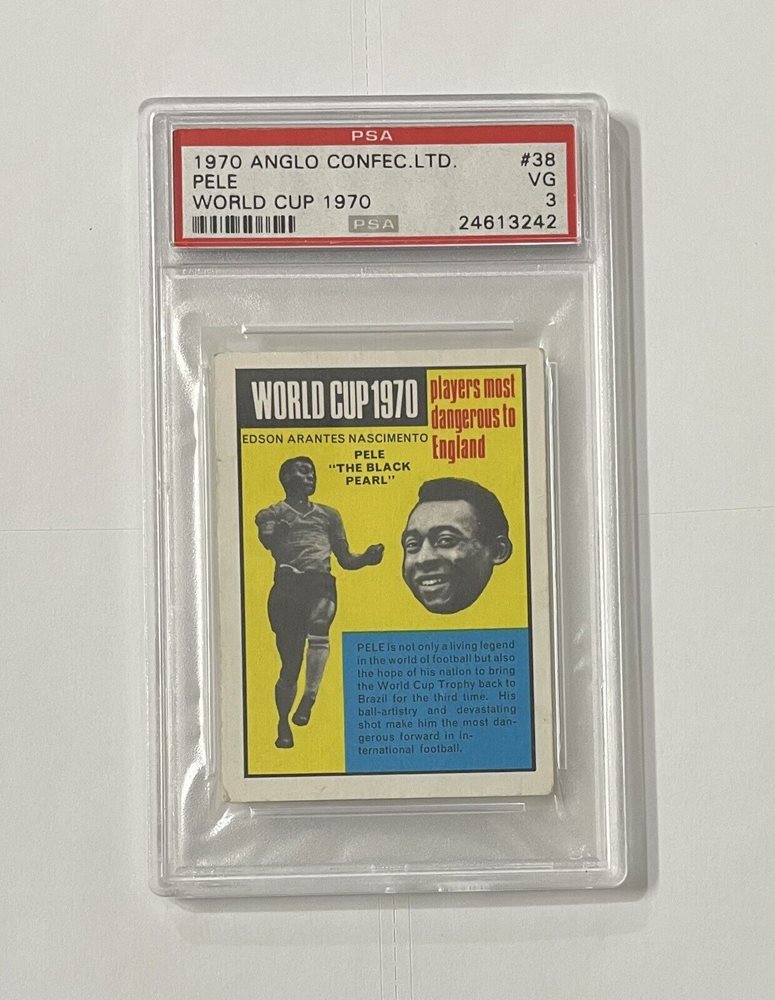 PSA
1970 ANGLO CONFEC.LTD. #38
PELE VG
WORLD CUP 1970 3
PSA 24613242
WORLD CUP 1970
players most
dangerous to
England
EDSON ARANTES NASCIMENTO
PELE
"THE BLACK
PEARL"
PELE is not only a living legend
in the world of football but also
the hope of his nation to bring
the World Cup Trophy back to
Brazil for the third time. His
ball-artistry and devastating
shot make him the most dan-
gerous forward in in-
ternational football.